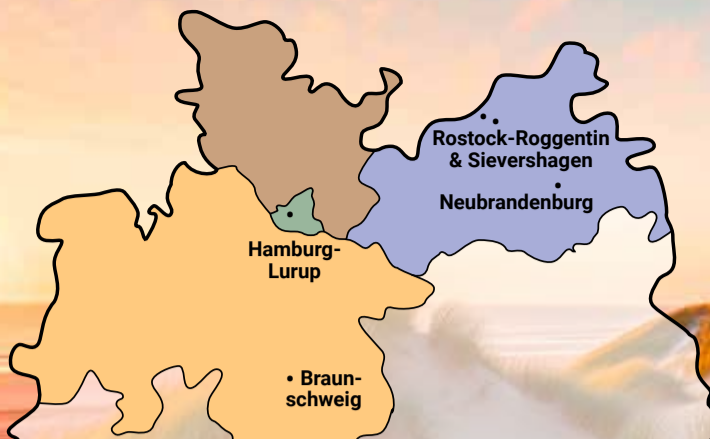 Rostock-Roggentin
& Sievershagen
Neubrandenburg
Hamburg-
Lurup
• Braun-
schweig